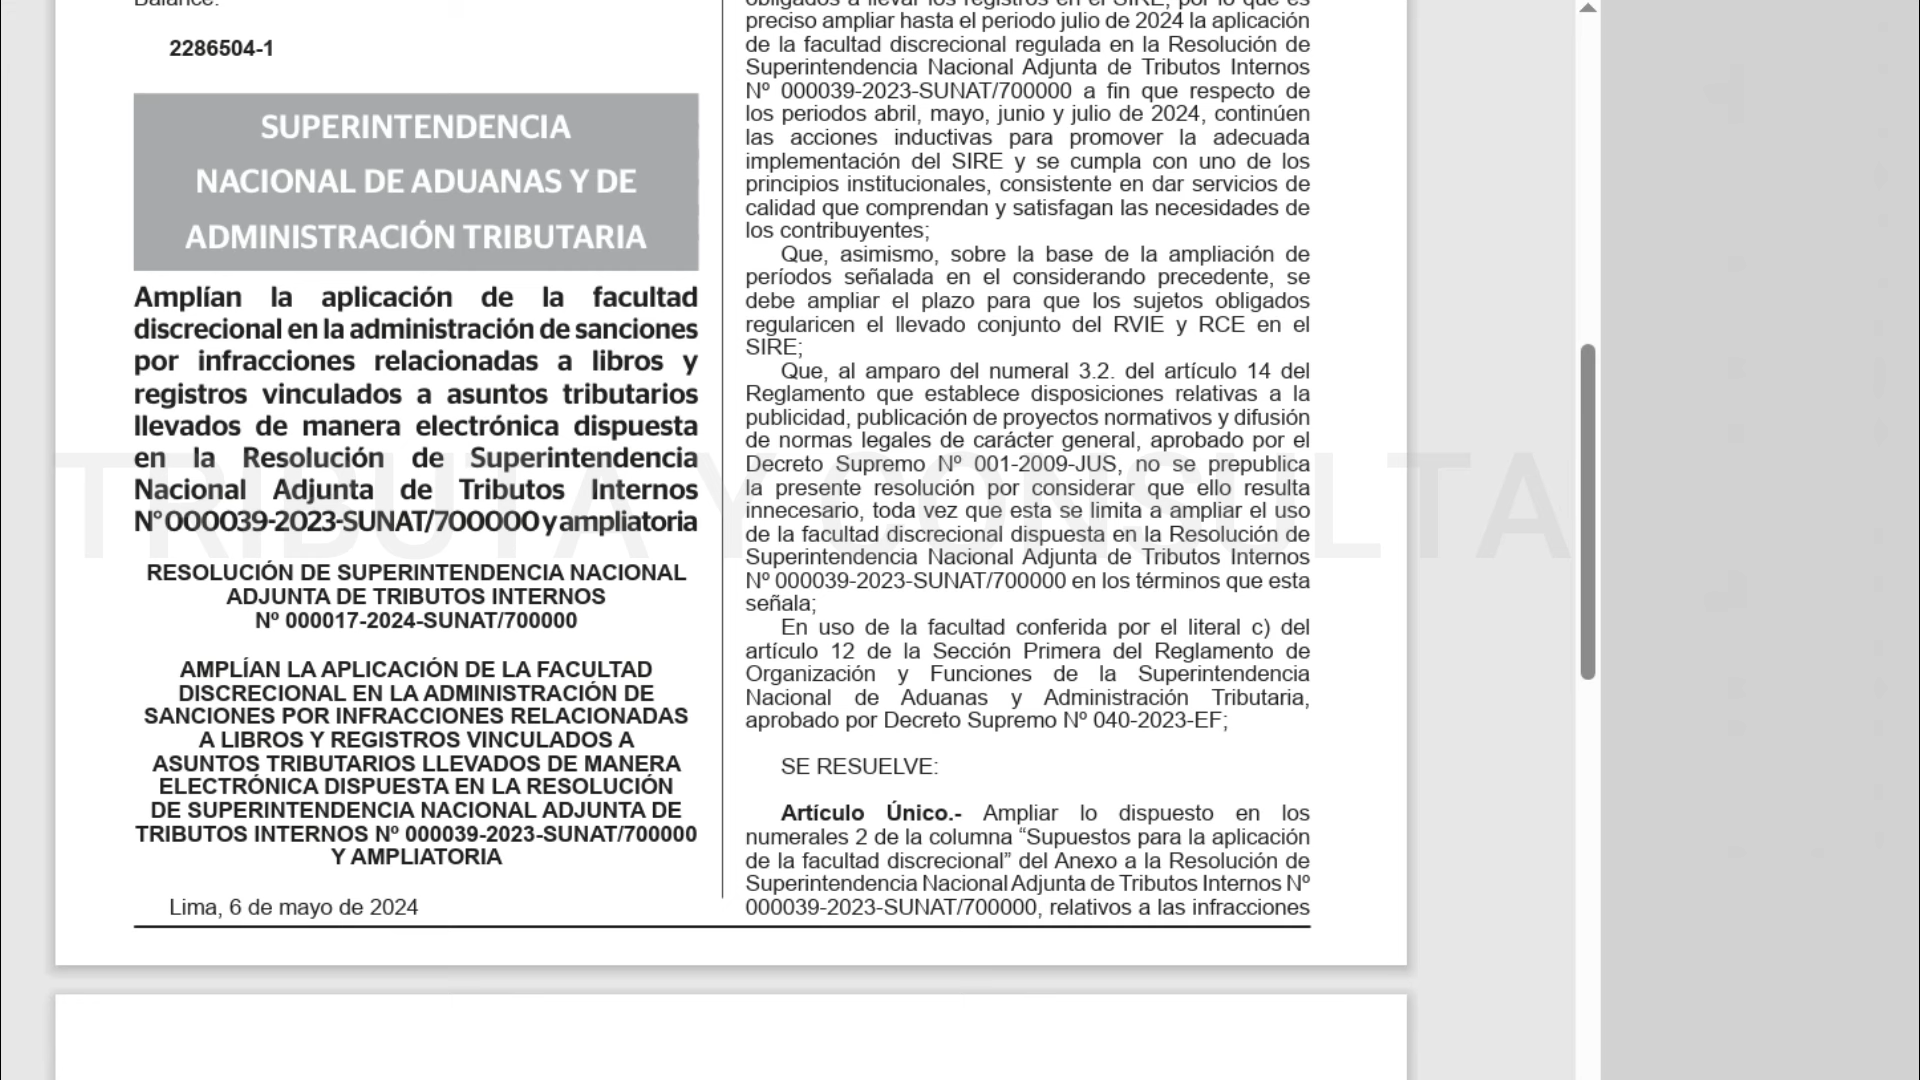 Balance.
2286504-1
SUPERINTENDENCIA
NACIONAL DE ADUANAS Y DE
ADMINISTRACIÓN TRIBUTARIA
Amplían la aplicación de la facultad
discrecional en la administración de sanciones
por infracciones relacionadas a libros y
registros vinculados a asuntos tributarios
llevados de manera electrónica dispuesta
en la Resolución de Superintendencia
Nacional Adjunta de Tributos Internos
N° 000039-2023-SUNAT/700000 y ampliatoria
RESOLUCIÓN DE SUPERINTENDENCIA NACIONAL
ADJUNTA DE TRIBUTOS INTERNOS
Nº 000017-2024-SUNAT/700000
AMPLÍAN LA APLICACIÓN DE LA FACULTAD
DISCRECIONAL EN LA ADMINISTRACIÓN DE
SANCIONES POR INFRACCIONES RELACIONADAS
A LIBROS Y REGISTROS VINCULADOS A
ASUNTOS TRIBUTARIOS LLEVADOS DE MANERA
ELECTRÓNICA DISPUESTA EN LA RESOLUCIÓN
DE SUPERINTENDENCIA NACIONAL ADJUNTA DE
TRIBUTOS INTERNOS Nº 000039-2023-SUNAT/700000
Y AMPLIATORIA
Lima, 6 de mayo de 2024
obligados a llevar los registros en el SIRE, por lo que es
preciso ampliar hasta el periodo julio de 2024 la aplicación
de la facultad discrecional regulada en la Resolución de
Superintendencia Nacional Adjunta de Tributos Internos
Nº 000039-2023-SUNAT/700000 a fin que respecto de
los periodos abril, mayo, junio y julio de 2024, continúen
las acciones inductivas para promover la adecuada
implementación del SIRE y se cumpla con uno de los
principios institucionales, consistente en dar servicios de
calidad que comprendan y satisfagan las necesidades de
los contribuyentes;
Que, asimismo, sobre la base de la ampliación de
períodos señalada en el considerando precedente, se
debe ampliar el plazo para que los sujetos obligados
regularicen el llevado conjunto del RVIE y RCE en el
SIRE;
Que, al amparo del numeral 3.2. del artículo 14 del
Reglamento que establece disposiciones relativas a la
publicidad, publicación de proyectos normativos y difusión
de normas legales de carácter general, aprobado por el
Decreto Supremo Nº 001-2009-JUS, no se prepublica
la presente resolución por considerar que ello resulta
innecesario, toda vez que esta se limita a ampliar el uso
de la facultad discrecional dispuesta en la Resolución de
Superintendencia Nacional Adjunta de Tributos Internos
Nº 000039-2023-SUNAT/700000 en los términos que esta
señala;
En uso de la facultad conferida por el literal c) del
artículo 12 de la Sección Primera del Reglamento de
Organización y Funciones de la Superintendencia
Nacional de Aduanas y Administración Tributaria,
aprobado por Decreto Supremo Nº 040-2023-EF;
SE RESUELVE:
Artículo Único.- Ampliar lo dispuesto en los
numerales 2 de la columna “Supuestos para la aplicación
de la facultad discrecional” del Anexo a la Resolución de
Superintendencia Nacional Adjunta de Tributos Internos Nº
000039-2023-SUNAT/700000, relativos a las infracciones
TRIBUTA Y CONSULTA